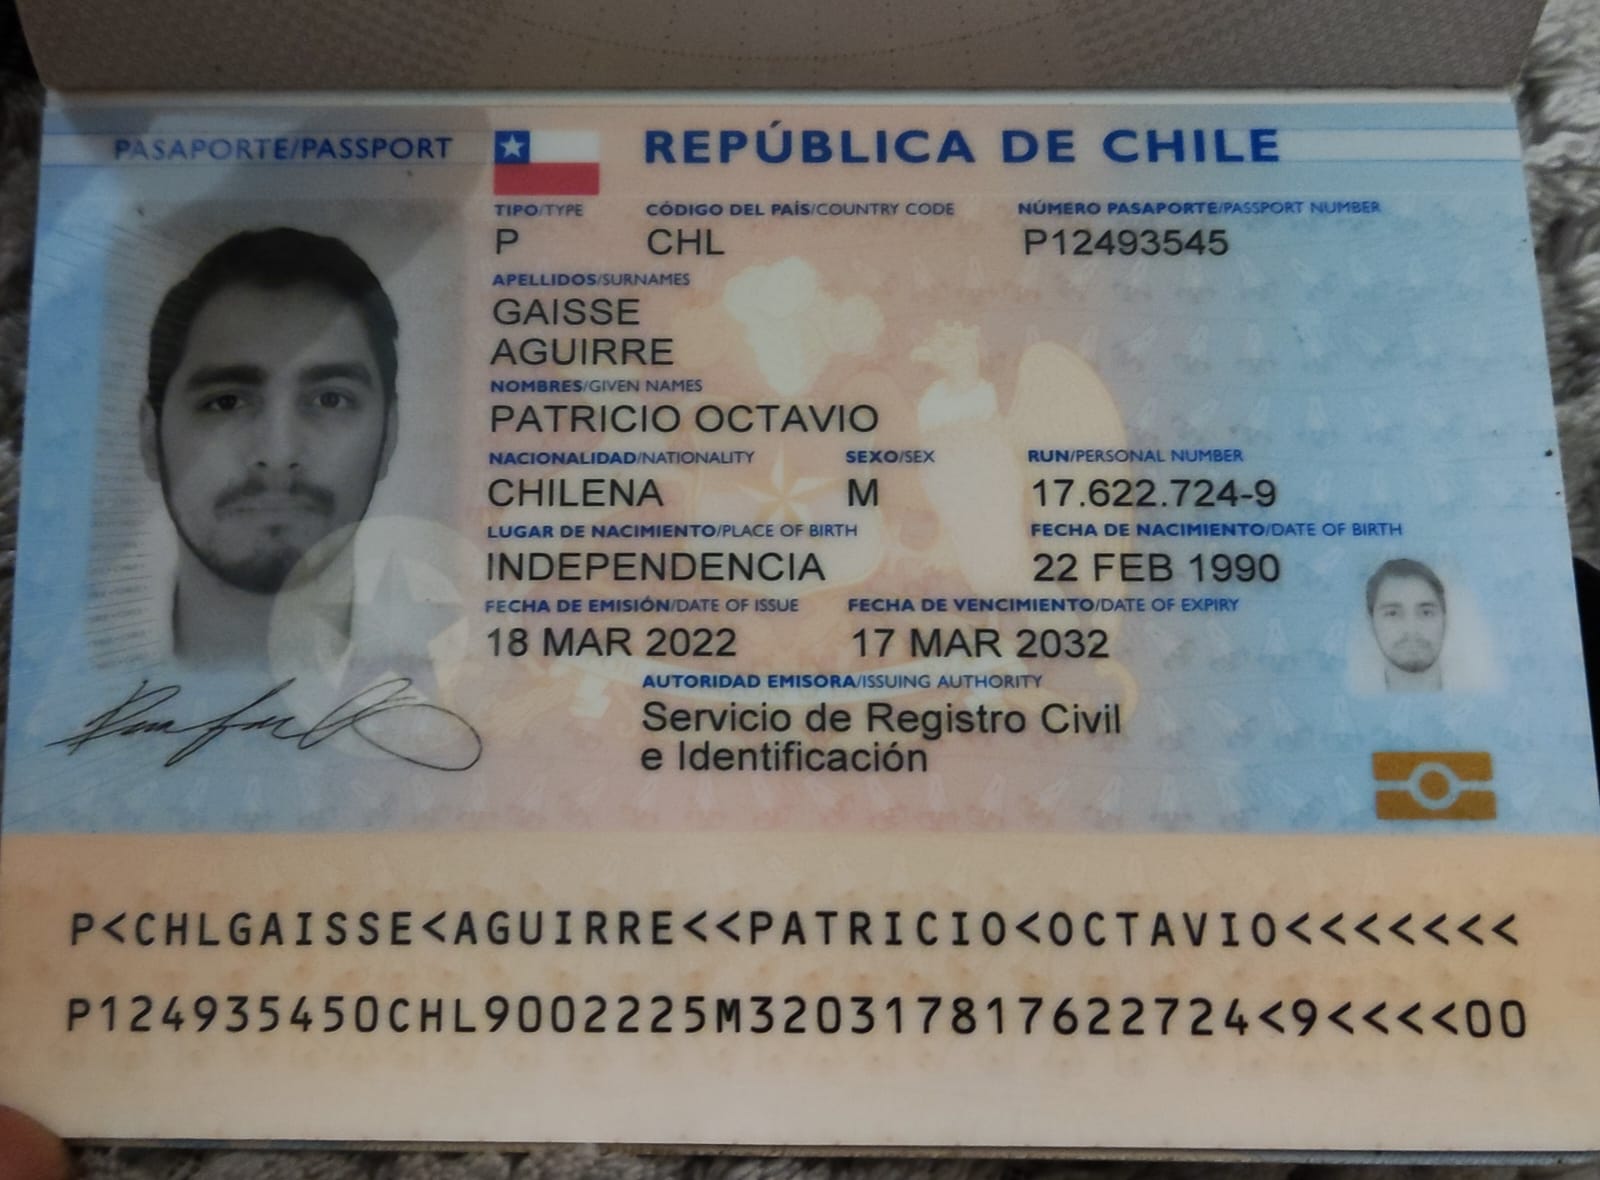 PASAPORTE/PASSPORT
REPÚBLICA DE CHILE
TIPO/TYPE CÓDIGO DEL PAÍS/COUNTRY CODE NÚMERO PASAPORTE/PASSPORT NUMBER
P CHL P12493545
APELLIDOS/SURNAMES
GAISSE
AGUIRRE
NOMBRES/GIVEN NAMES
PATRICIO OCTAVIO
NACIONALIDAD/NATIONALITY SEXO/SEX RUN/PERSONAL NUMBER
CHILENA M 17.622.724-9
LUGAR DE NACIMIENTO/PLACE OF BIRTH FECHA DE NACIMIENTO/DATE OF BIRTH
INDEPENDENCIA 22 FEB 1990
FECHA DE EMISIÓN/DATE OF ISSUE FECHA DE VENCIMIENTO/DATE OF EXPIRY
18 MAR 2022 17 MAR 2032
AUTORIDAD EMISORA/ISSUING AUTHORITY
Servicio de Registro Civil
e Identificación
P<CHLGAISSE<AGUIRRE<<PATRICIO<OCTAVIO<<<<<<<
P124935450CHL9002225M320317817622724<9<<<<00